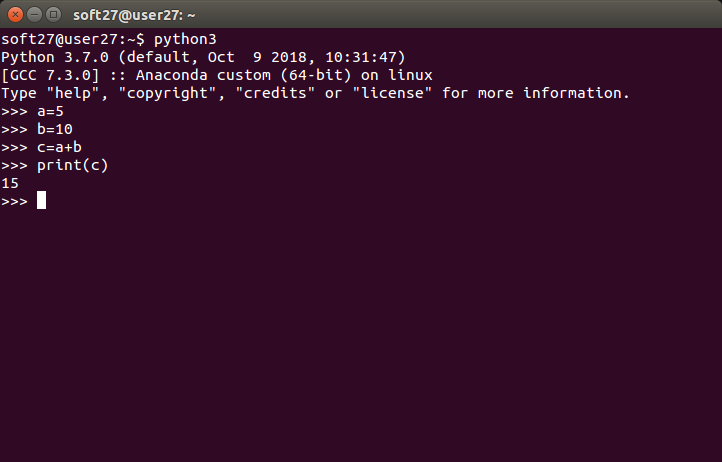 soft27@user27: ~
soft27@user27:~$ python3
Python 3.7.0 (default, Oct  9 2018, 10:31:47)
[GCC 7.3.0] :: Anaconda custom (64-bit) on linux
Type "help", "copyright", "credits" or "license" for more information.
>>> a=5
>>> b=10
>>> c=a+b
>>> print(c)
15
>>>